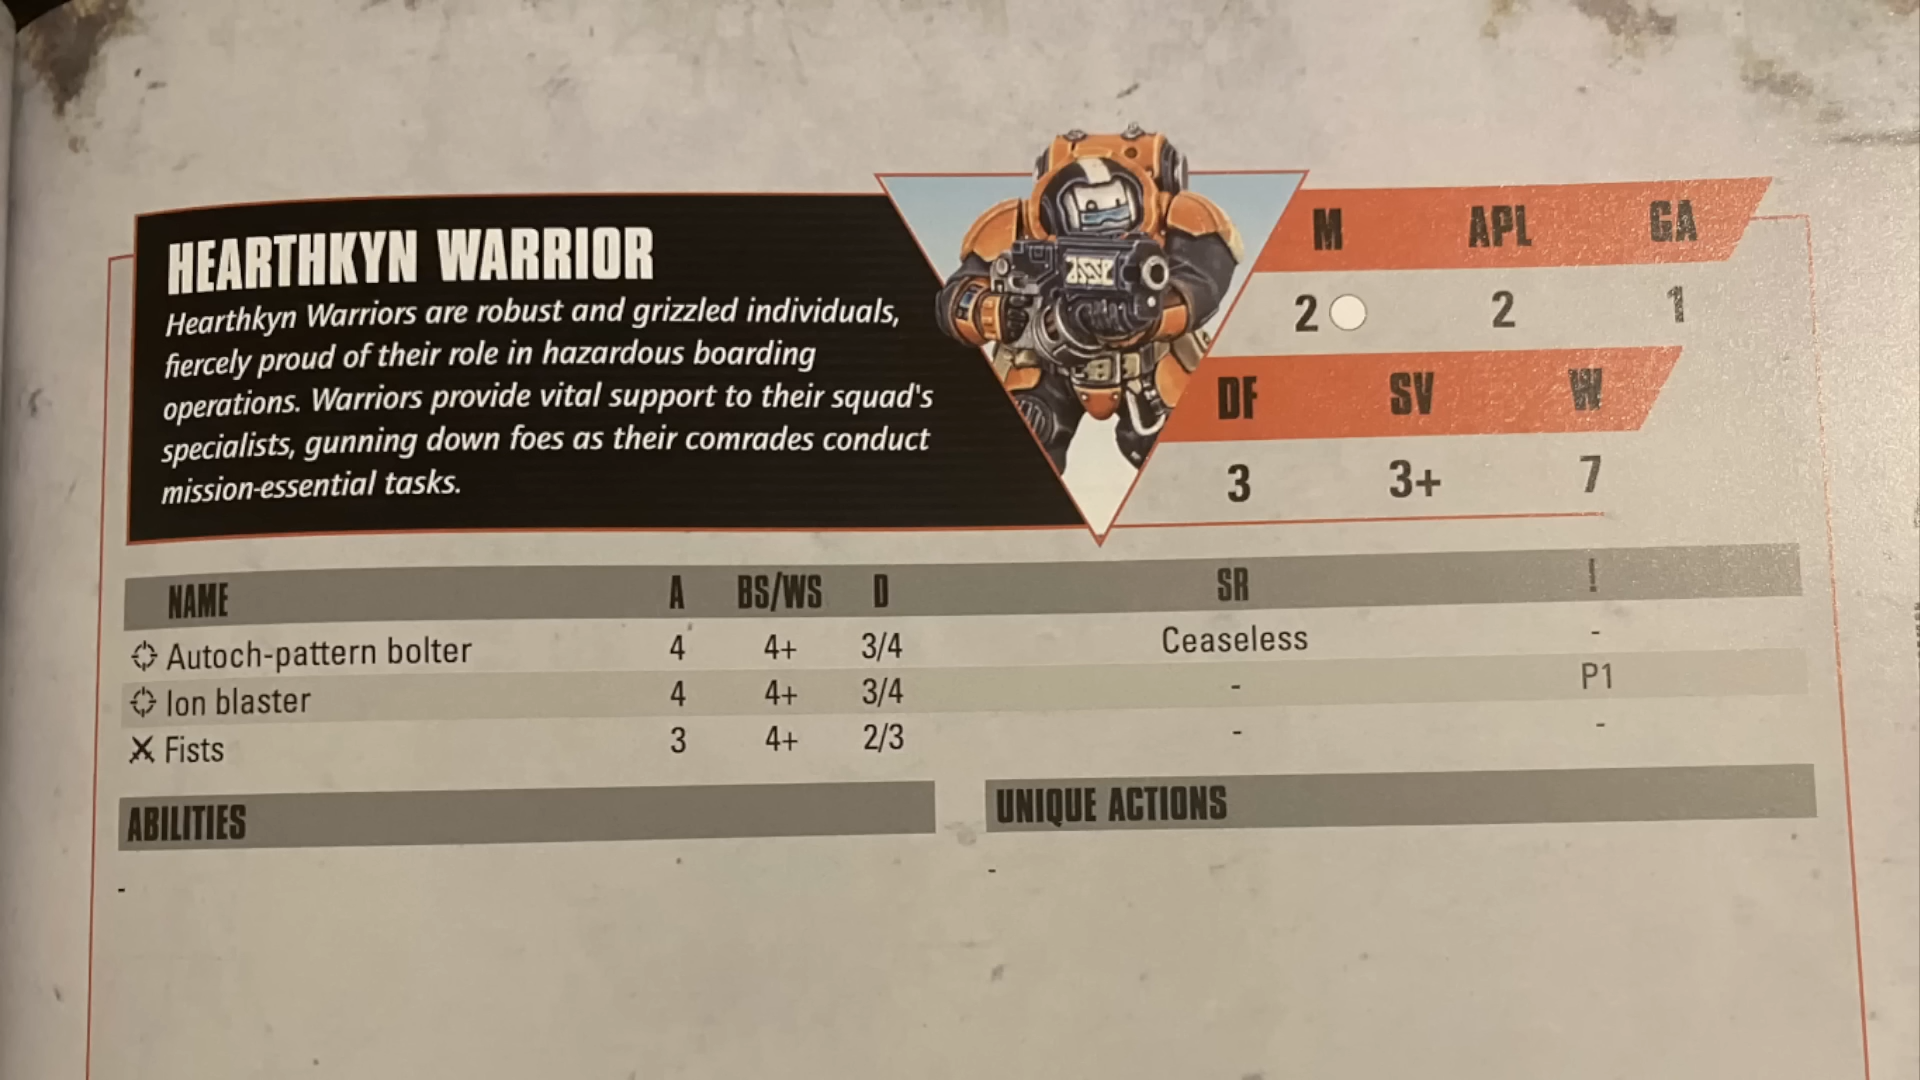 HEARTHKYN WARRIOR
Hearthkyn Warriors are robust and grizzled individuals,
fiercely proud of their role in hazardous boarding
operations. Warriors provide vital support to their squad's
specialists, gunning down foes as their comrades conduct
mission-essential tasks.
M APL GA
2 2 1
DF SV W
3 3+ 7
NAME A BS/WS D SR !
Autoch-pattern bolter 4 4+ 3/4 Ceaseless -
Ion blaster 4 4+ 3/4 - P1
Fists 3 4+ 2/3 - -
ABILITIES UNIQUE ACTIONS
- -